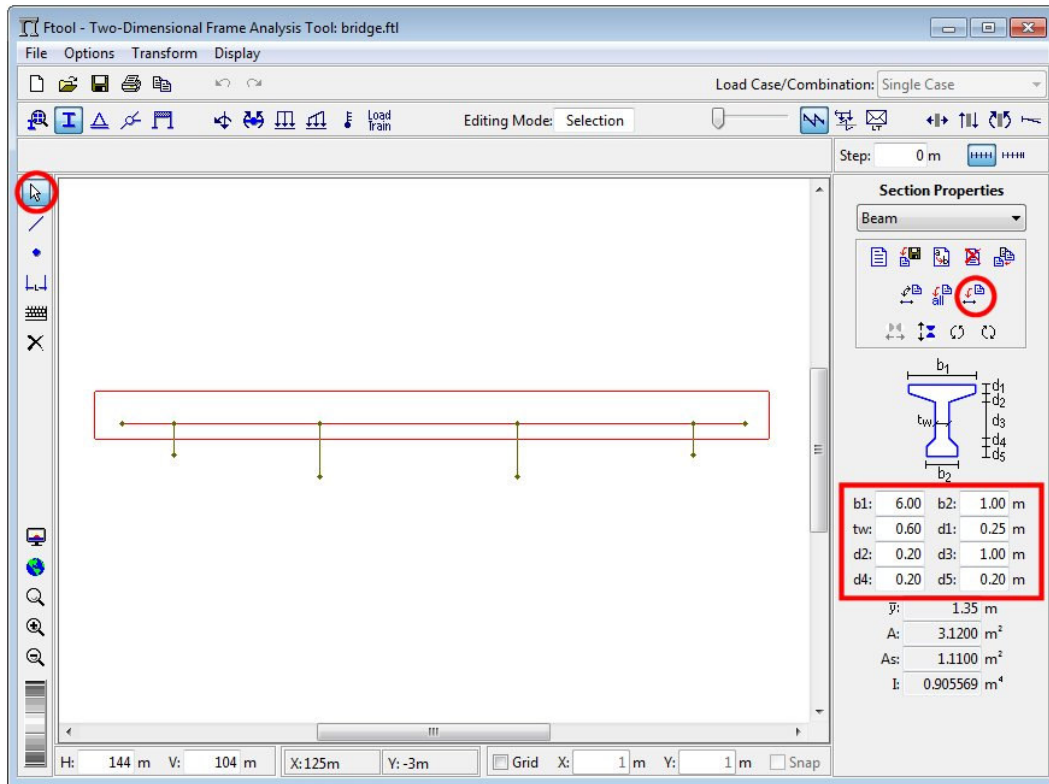 Ftool - Two-Dimensional Frame Analysis Tool: bridge.ftl
File Options Transform Display
Load Case/Combination: Single Case
Load Train
Editing Mode: Selection
LT
Step: 0 m
Section Properties
Beam
L
all
b1
d1
d2
tw
d3
d4
d5
b2
b1: 6.00 b2: 1.00 m
tw: 0.60 d1: 0.25 m
d2: 0.20 d3: 1.00 m
d4: 0.20 d5: 0.20 m
y̅: 1.35 m
A: 3.1200 m²
As: 1.1100 m²
I: 0.905569 m⁴
H: 144 m V: 104 m X:125m Y:-3m Grid X: 1 m Y: 1 m Snap